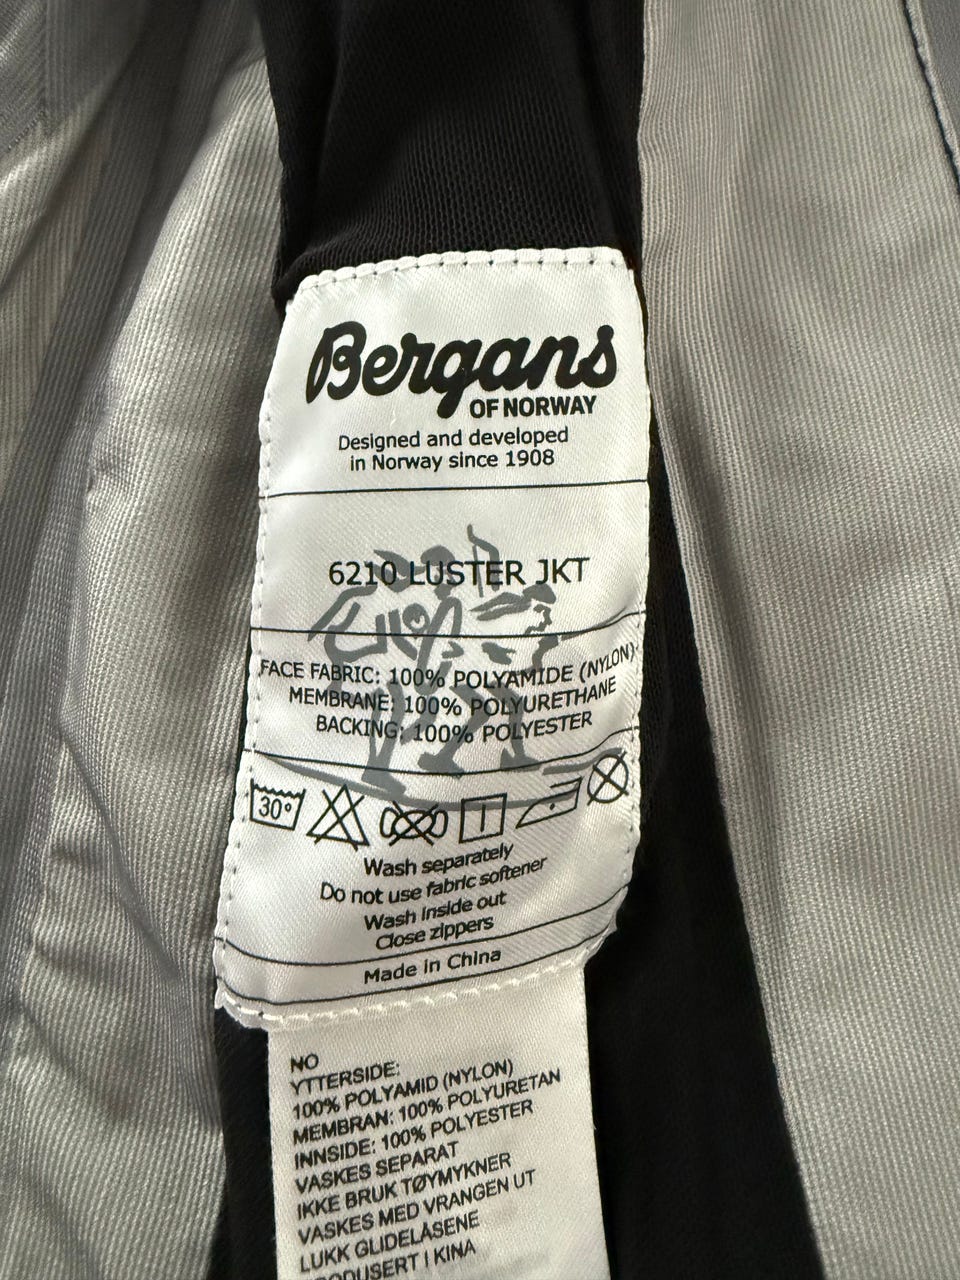 Bergans
OF NORWAY
Designed and developed
in Norway since 1908
6210 LUSTER JKT
FACE FABRIC: 100% POLYAMIDE (NYLON)
MEMBRANE: 100% POLYURETHANE
BACKING: 100% POLYESTER
30°
Wash separately
Do not use fabric softener
Wash inside out
Close zippers
Made in China
NO
YTTERSIDE:
100% POLYAMID (NYLON)
MEMBRAN: 100% POLYURETAN
INNSIDE: 100% POLYESTER
VASKES SEPARAT
IKKE BRUK TØYMYKNER
VASKES MED VRANGEN UT
LUKK GLIDELÅSENE
PRODUSERT I KINA